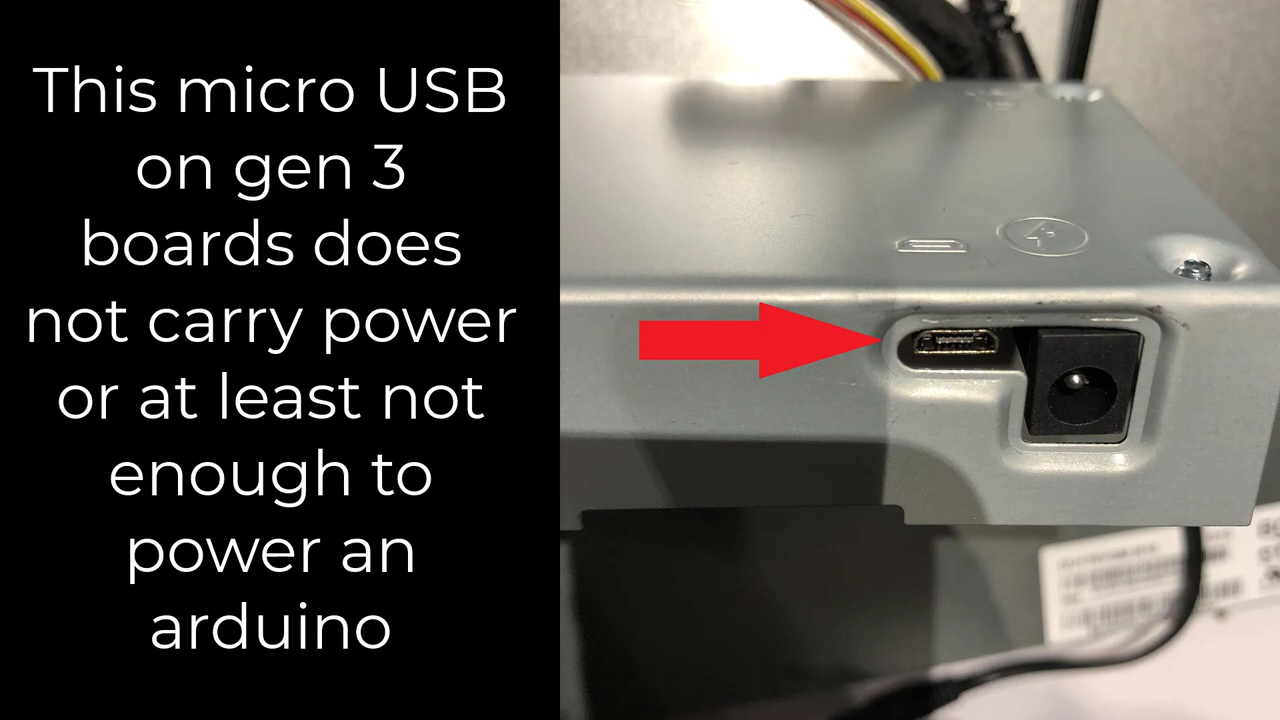 This micro USB
on gen 3
boards does
not carry power
or at least not
enough to
power an
arduino